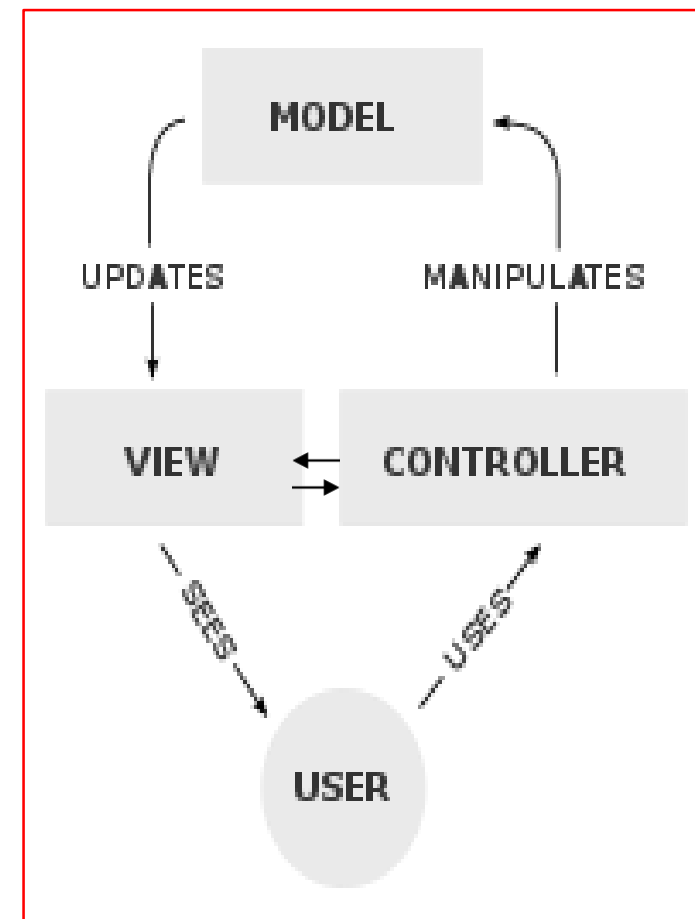 MODEL
UPDATES
MANIPULATES
VIEW
CONTROLLER
SEES
USES
USER